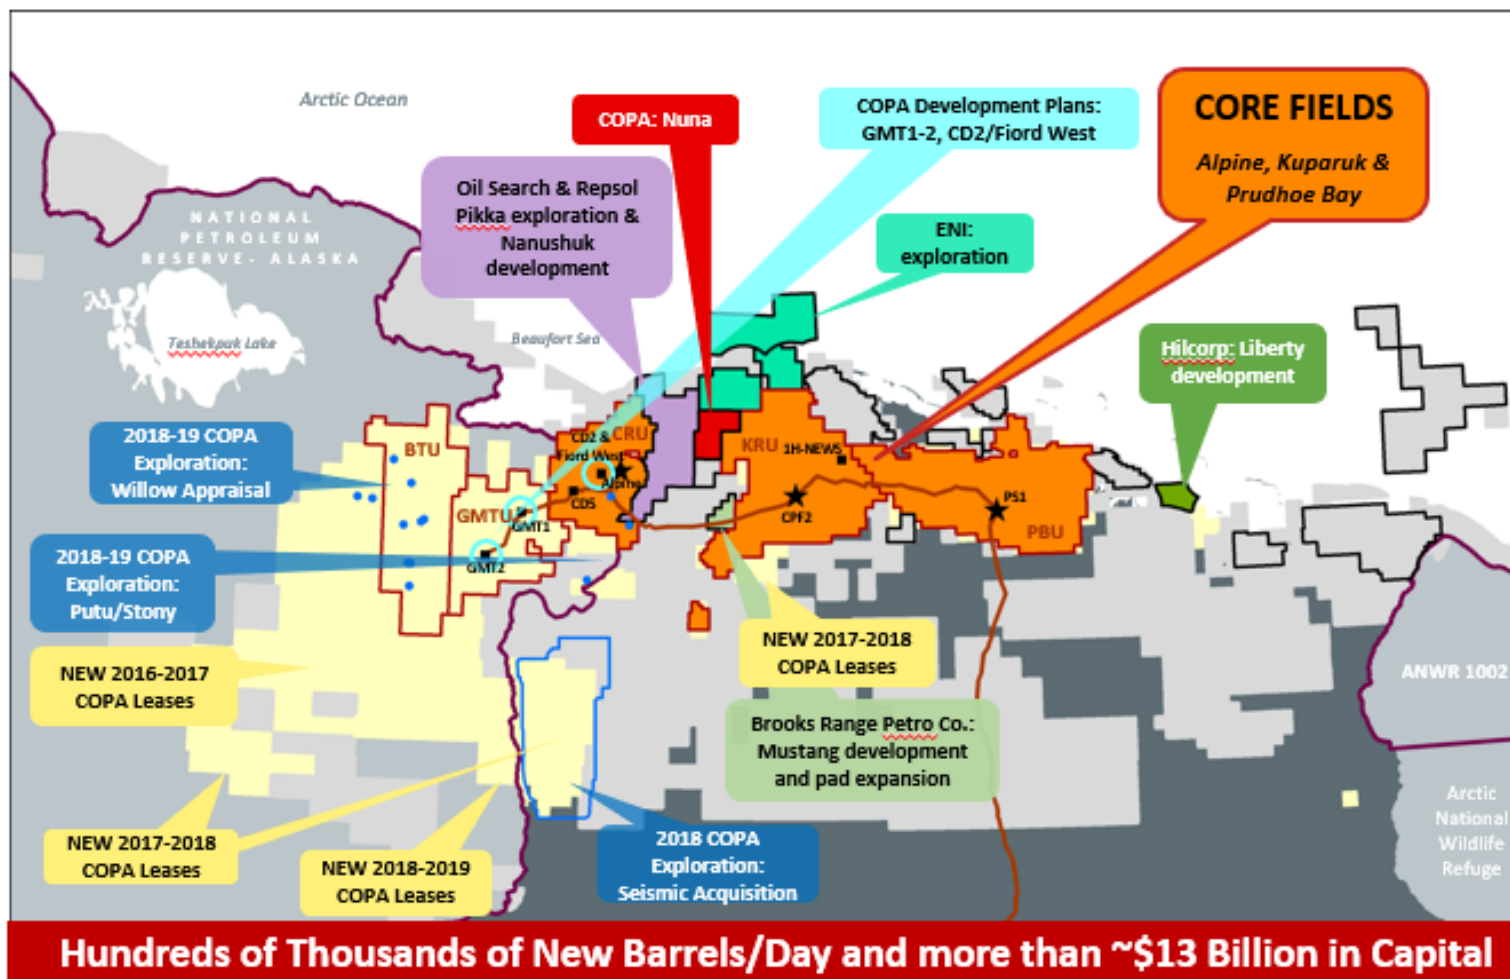 Arctic Ocean
COPA: Nuna
COPA Development Plans:
GMT1-2, CD2/Fiord West
CORE FIELDS
Alpine, Kuparuk &
Prudhoe Bay
Oil Search & Repsol
Pikka exploration &
Nanushuk
development
NATIONAL
PETROLEUM
RESERVE- ALASKA
ENI:
exploration
Teshekpuk Lake
Beaufort Sea
Hilcorp: Liberty
development
2018-19 COPA
Exploration:
Willow Appraisal
BTU
CD2 &
Fiord West
CRU
Alpine
CD5
KRU
1H-NEWS
GMTU
GMT1
GMT2
CPF2
PS1
PBU
2018-19 COPA
Exploration:
Putu/Stony
NEW 2016-2017
COPA Leases
NEW 2017-2018
COPA Leases
ANWR 1002
Brooks Range Petro Co.:
Mustang development
and pad expansion
Arctic
National
Wildlife
Refuge
NEW 2017-2018
COPA Leases
NEW 2018-2019
COPA Leases
2018 COPA
Exploration:
Seismic Acquisition
Hundreds of Thousands of New Barrels/Day and more than ~$13 Billion in Capital